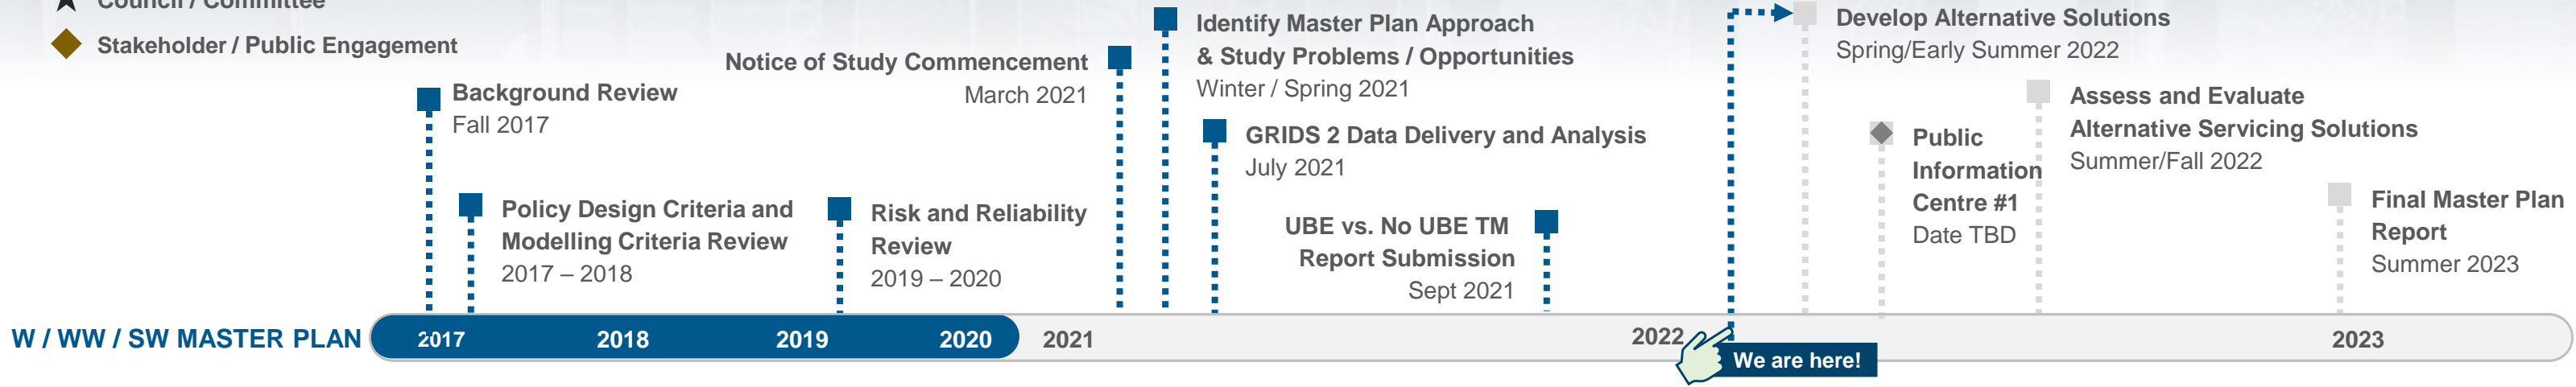 Council / Committee
Stakeholder / Public Engagement
Background Review
Fall 2017
Policy Design Criteria and
Modelling Criteria Review
2017 – 2018
Notice of Study Commencement
March 2021
Risk and Reliability
Review
2019 – 2020
Identify Master Plan Approach
& Study Problems / Opportunities
Winter / Spring 2021
GRIDS 2 Data Delivery and Analysis
July 2021
UBE vs. No UBE TM
Report Submission
Sept 2021
Develop Alternative Solutions
Spring/Early Summer 2022
Public
Information
Centre #1
Date TBD
Assess and Evaluate
Alternative Servicing Solutions
Summer/Fall 2022
Final Master Plan
Report
Summer 2023
W / WW / SW MASTER PLAN 2017 2018 2019 2020 2021 2022 2023
We are here!